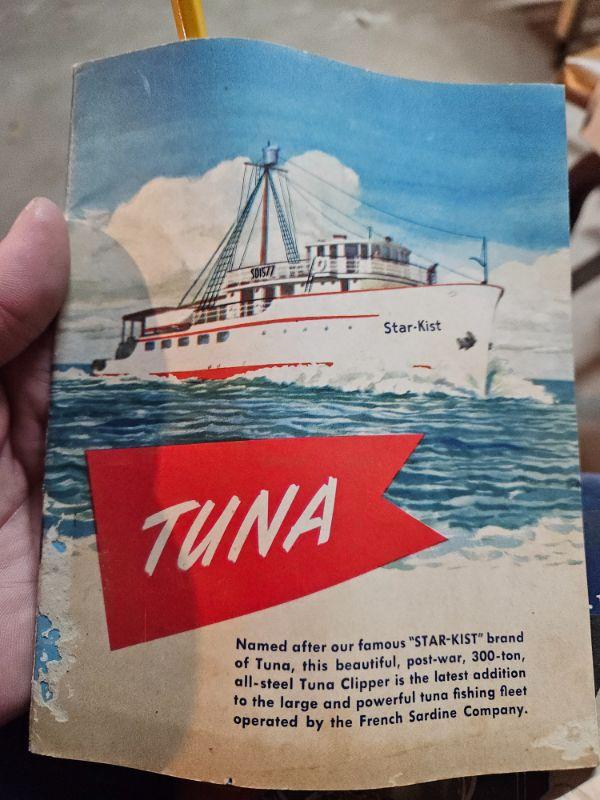 SD1577
Star-Kist
TUNA
Named after our famous "STAR-KIST" brand
of Tuna, this beautiful, post-war, 300-ton,
all-steel Tuna Clipper is the latest addition
to the large and powerful tuna fishing fleet
operated by the French Sardine Company.